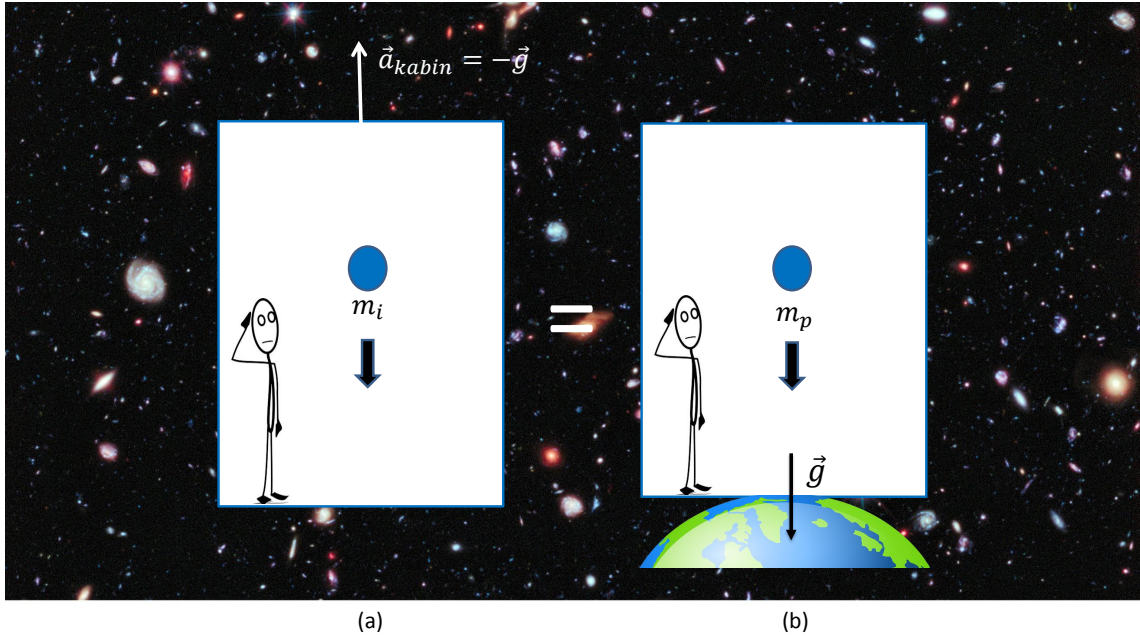 a⃗_kabin = −g⃗
m_i
=
m_p
g⃗
(a)
(b)